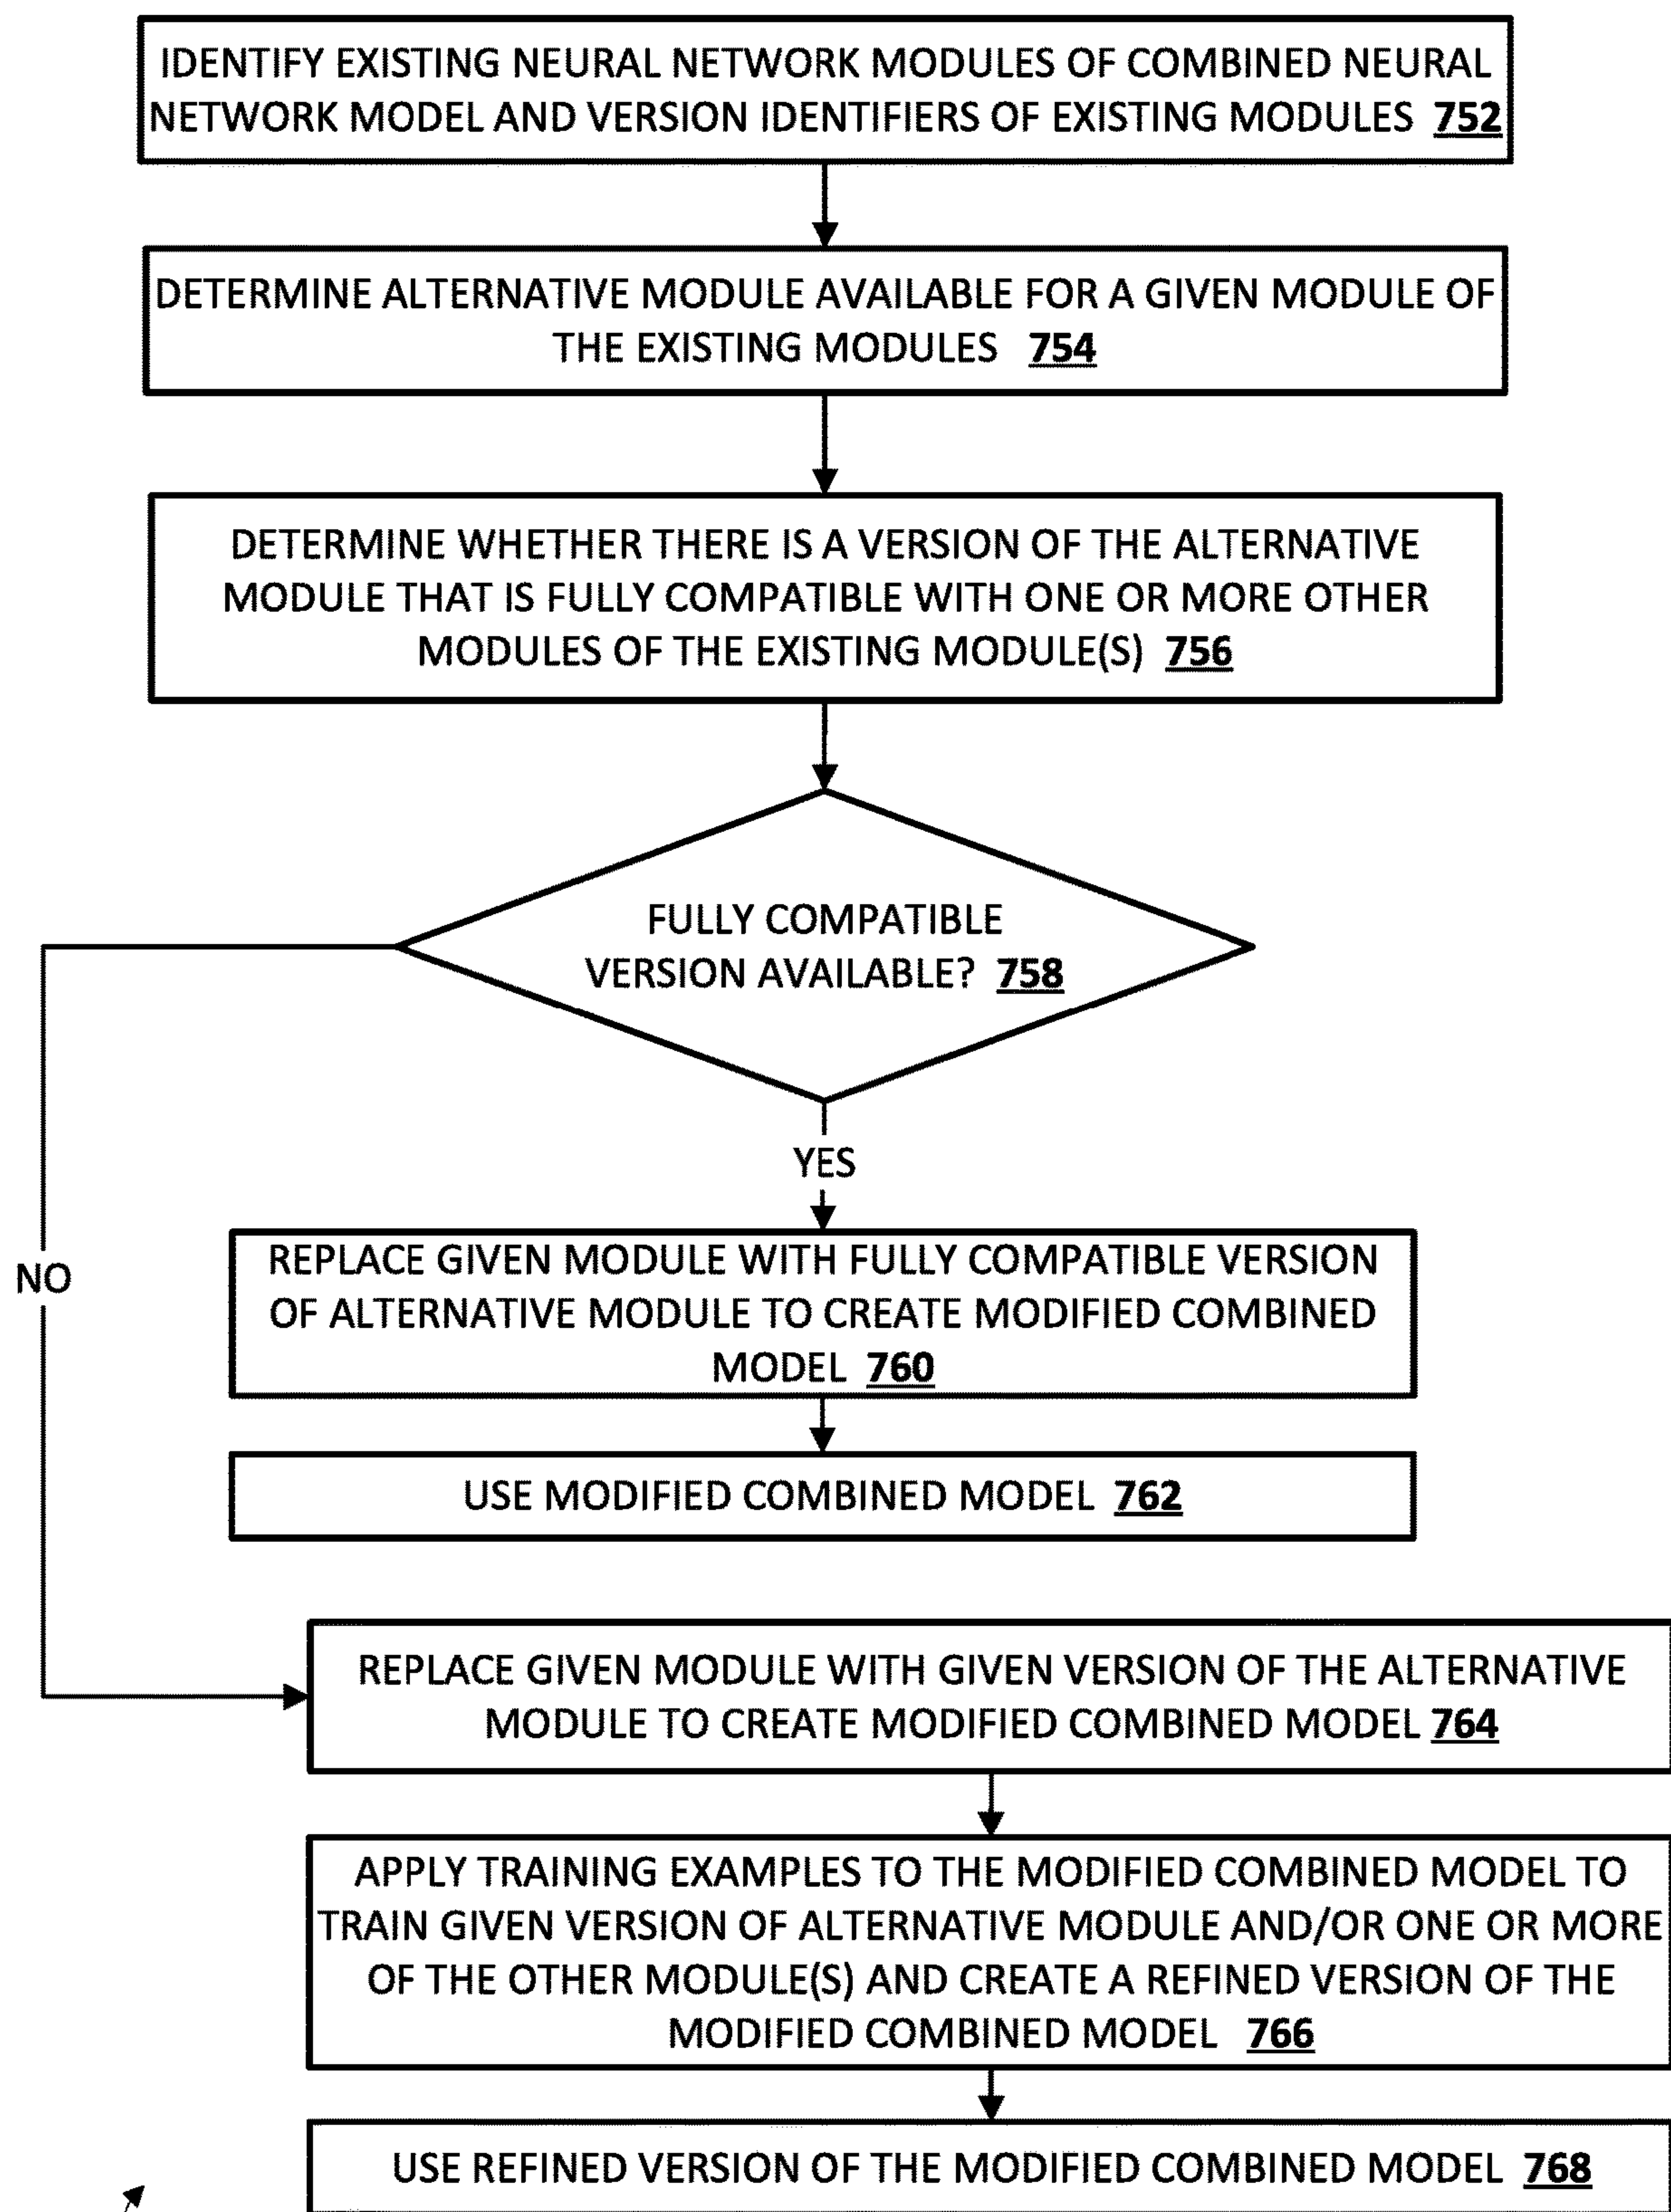 IDENTIFY EXISTING NEURAL NETWORK MODULES OF COMBINED NEURAL
NETWORK MODEL AND VERSION IDENTIFIERS OF EXISTING MODULES 752
DETERMINE ALTERNATIVE MODULE AVAILABLE FOR A GIVEN MODULE OF
THE EXISTING MODULES 754
DETERMINE WHETHER THERE IS A VERSION OF THE ALTERNATIVE
MODULE THAT IS FULLY COMPATIBLE WITH ONE OR MORE OTHER
MODULES OF THE EXISTING MODULE(S) 756
FULLY COMPATIBLE
VERSION AVAILABLE? 758
YES
NO
REPLACE GIVEN MODULE WITH FULLY COMPATIBLE VERSION
OF ALTERNATIVE MODULE TO CREATE MODIFIED COMBINED
MODEL 760
USE MODIFIED COMBINED MODEL 762
REPLACE GIVEN MODULE WITH GIVEN VERSION OF THE ALTERNATIVE
MODULE TO CREATE MODIFIED COMBINED MODEL 764
APPLY TRAINING EXAMPLES TO THE MODIFIED COMBINED MODEL TO
TRAIN GIVEN VERSION OF ALTERNATIVE MODULE AND/OR ONE OR MORE
OF THE OTHER MODULE(S) AND CREATE A REFINED VERSION OF THE
MODIFIED COMBINED MODEL 766
USE REFINED VERSION OF THE MODIFIED COMBINED MODEL 768